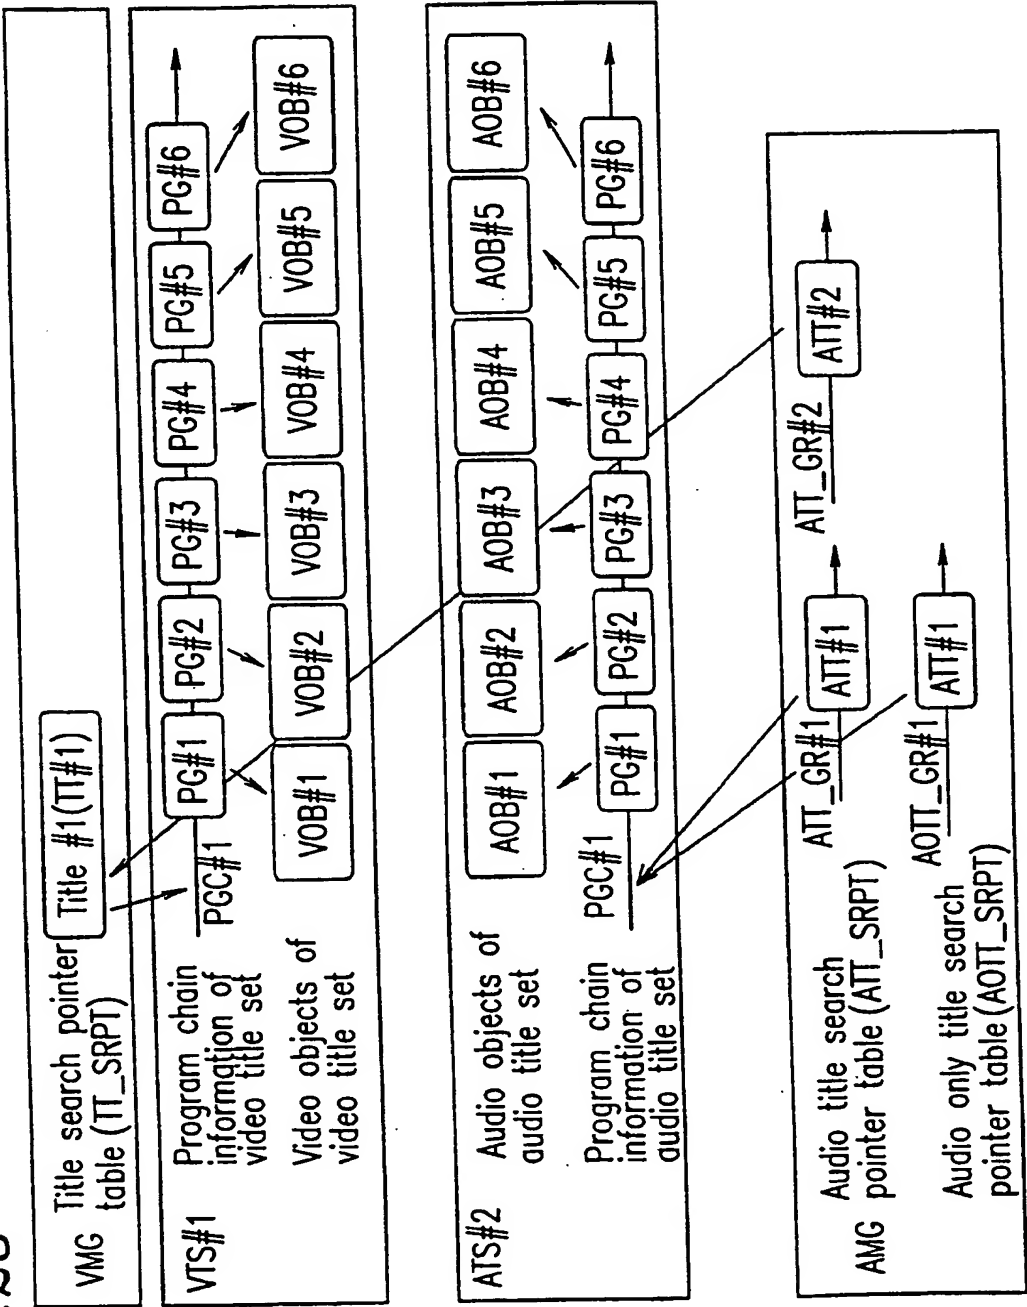 VMG
Title search pointer
table (TT_SRPT)
Title #1(TT#1)
VTS#1
Program chain
information of
video title set
PGC#1
PG#1
PG#2
PG#3
PG#4
PG#5
PG#6
Video objects of
video title set
VOB#1
VOB#2
VOB#3
VOB#4
VOB#5
VOB#6
ATS#2
Audio objects of
audio title set
AOB#1
AOB#2
AOB#3
AOB#4
AOB#5
AOB#6
Program chain
information of
audio title set
PGC#1
PG#1
PG#2
PG#3
PG#4
PG#5
PG#6
AMG
Audio title search
pointer table (ATT_SRPT)
ATT_GR#1
ATT#1
ATT_GR#2
ATT#2
Audio only title search
pointer table (AOTT_SRPT)
AOTT_GR#1
ATT#1